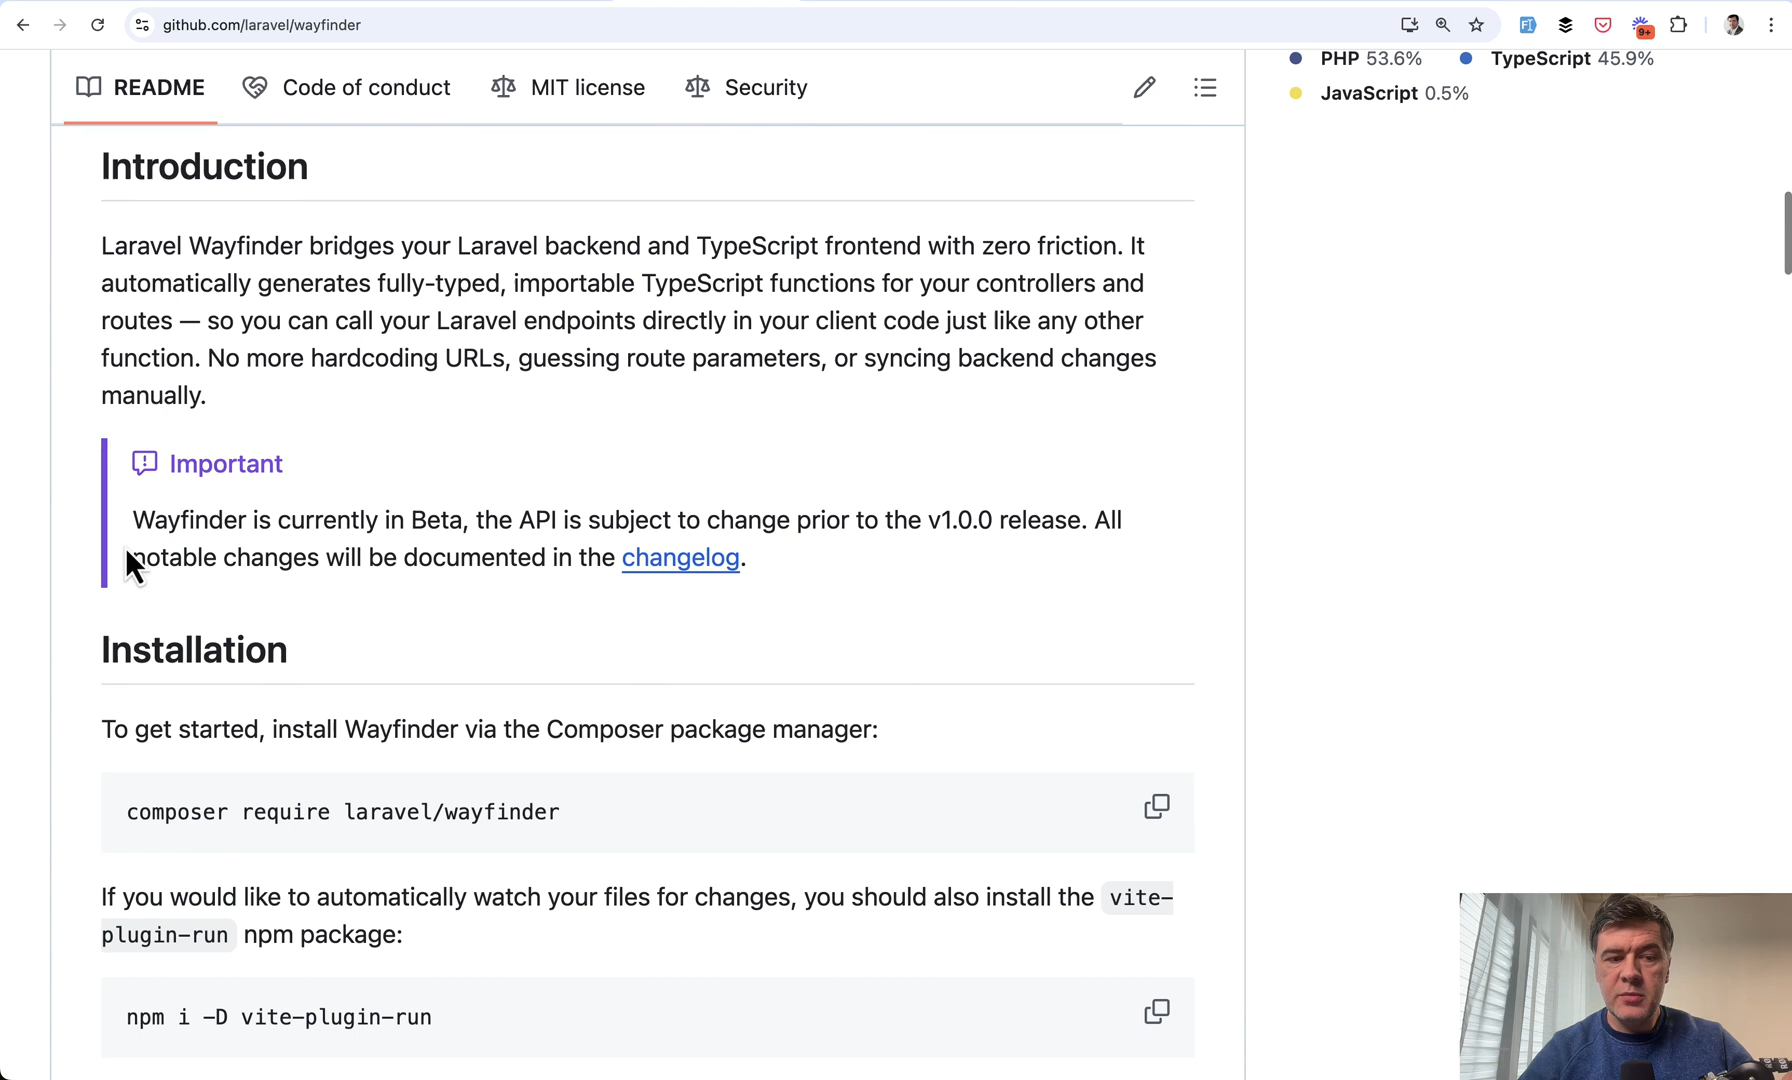 github.com/laravel/wayfinder
9+
README
Code of conduct
MIT license
Security
PHP 53.6%
TypeScript 45.9%
JavaScript 0.5%
Introduction
Laravel Wayfinder bridges your Laravel backend and TypeScript frontend with zero friction. It
automatically generates fully-typed, importable TypeScript functions for your controllers and
routes — so you can call your Laravel endpoints directly in your client code just like any other
function. No more hardcoding URLs, guessing route parameters, or syncing backend changes
manually.
Important
Wayfinder is currently in Beta, the API is subject to change prior to the v1.0.0 release. All
notable changes will be documented in the changelog.
Installation
To get started, install Wayfinder via the Composer package manager:
composer require laravel/wayfinder
If you would like to automatically watch your files for changes, you should also install the vite-
plugin-run npm package:
npm i -D vite-plugin-run